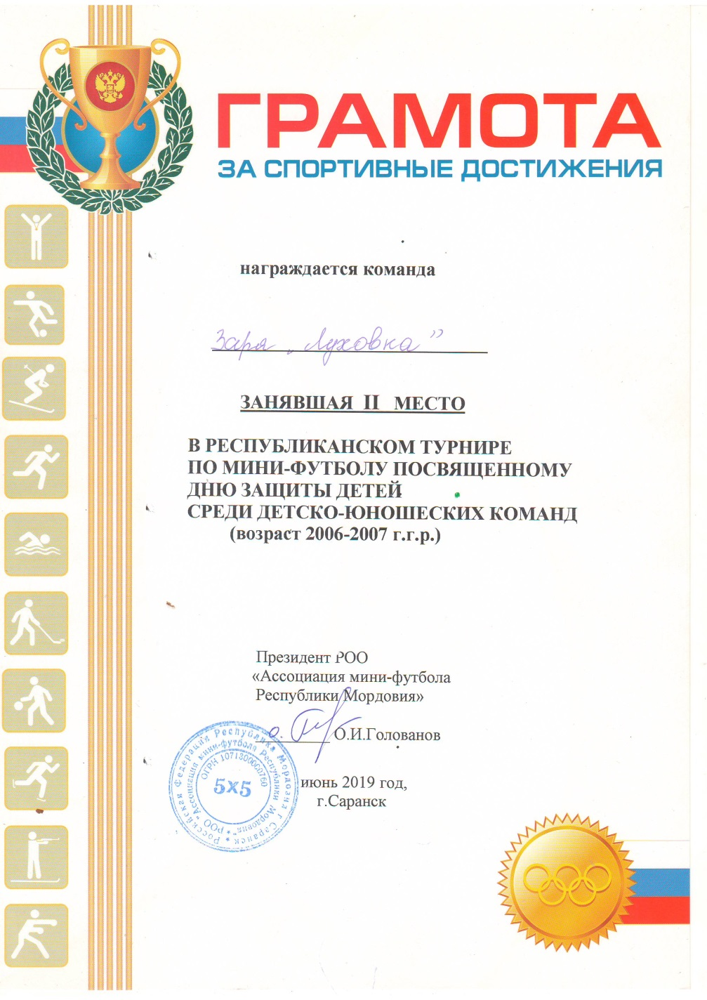 ГРАМОТА
ЗА СПОРТИВНЫЕ ДОСТИЖЕНИЯ
награждается команда
Заря „Луховка”
ЗАНЯВШАЯ II МЕСТО
В РЕСПУБЛИКАНСКОМ ТУРНИРЕ
ПО МИНИ-ФУТБОЛУ ПОСВЯЩЕННОМУ
ДНЮ ЗАЩИТЫ ДЕТЕЙ
СРЕДИ ДЕТСКО-ЮНОШЕСКИХ КОМАНД
(возраст 2006-2007 г.г.р.)
Президент РОО
«Ассоциация мини-футбола
Республики Мордовия»
О.И.Голованов
Российская Федерация Республика Мордовия г Саранск
РОО "Ассоциация мини-футбола Республики Мордовия"
ОГРН 1071300000760
5х5
июнь 2019 год,
г.Саранск